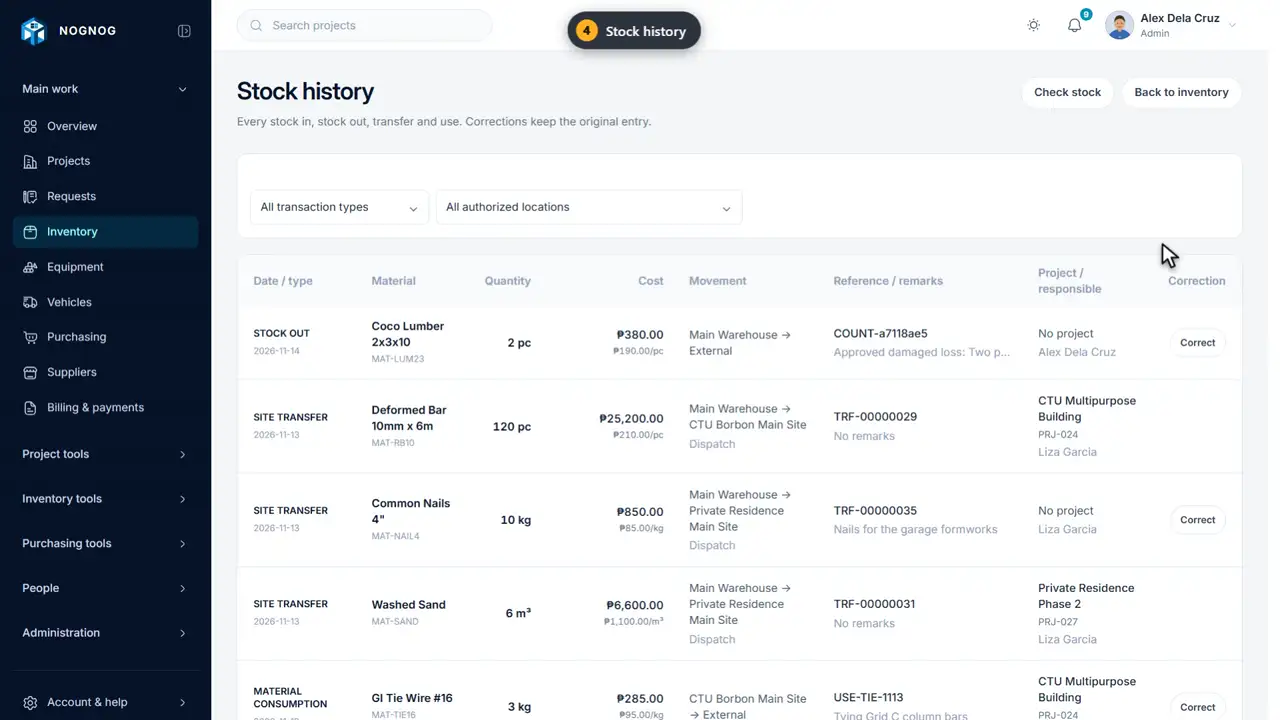 NOGNOG
Search projects
4 Stock history
9
Alex Dela Cruz
Admin
Main work
Overview
Projects
Requests
Inventory
Equipment
Vehicles
Purchasing
Suppliers
Billing & payments
Project tools
Inventory tools
Purchasing tools
People
Administration
Account & help
Stock history
Check stock
Back to inventory
Every stock in, stock out, transfer and use. Corrections keep the original entry.
All transaction types
All authorized locations
Date / type
Material
Quantity
Cost
Movement
Reference / remarks
Project /
responsible
Correction
STOCK OUT
2026-11-14
Coco Lumber
2x3x10
MAT-LUM23
2 pc
₱380.00
₱190.00/pc
Main Warehouse →
External
COUNT-a7118ae5
Approved damaged loss: Two p...
No project
Alex Dela Cruz
Correct
SITE TRANSFER
2026-11-13
Deformed Bar
10mm x 6m
MAT-RB10
120 pc
₱25,200.00
₱210.00/pc
Main Warehouse →
CTU Borbon Main Site
Dispatch
TRF-00000029
No remarks
CTU Multipurpose
Building
PRJ-024
Liza Garcia
SITE TRANSFER
2026-11-13
Common Nails
4"
MAT-NAIL4
10 kg
₱850.00
₱85.00/kg
Main Warehouse →
Private Residence
Main Site
Dispatch
TRF-00000035
Nails for the garage formworks
No project
Liza Garcia
Correct
SITE TRANSFER
2026-11-13
Washed Sand
MAT-SAND
6 m³
₱6,600.00
₱1,100.00/m³
Main Warehouse →
Private Residence
Main Site
Dispatch
TRF-00000031
No remarks
Private Residence
Phase 2
PRJ-027
Liza Garcia
MATERIAL
CONSUMPTION
GI Tie Wire #16
MAT-TIE16
3 kg
₱285.00
₱95.00/kg
CTU Borbon Main Site
→ External
USE-TIE-1113
Tying Grid C column bars
CTU Multipurpose
Building
PRJ-024
Correct